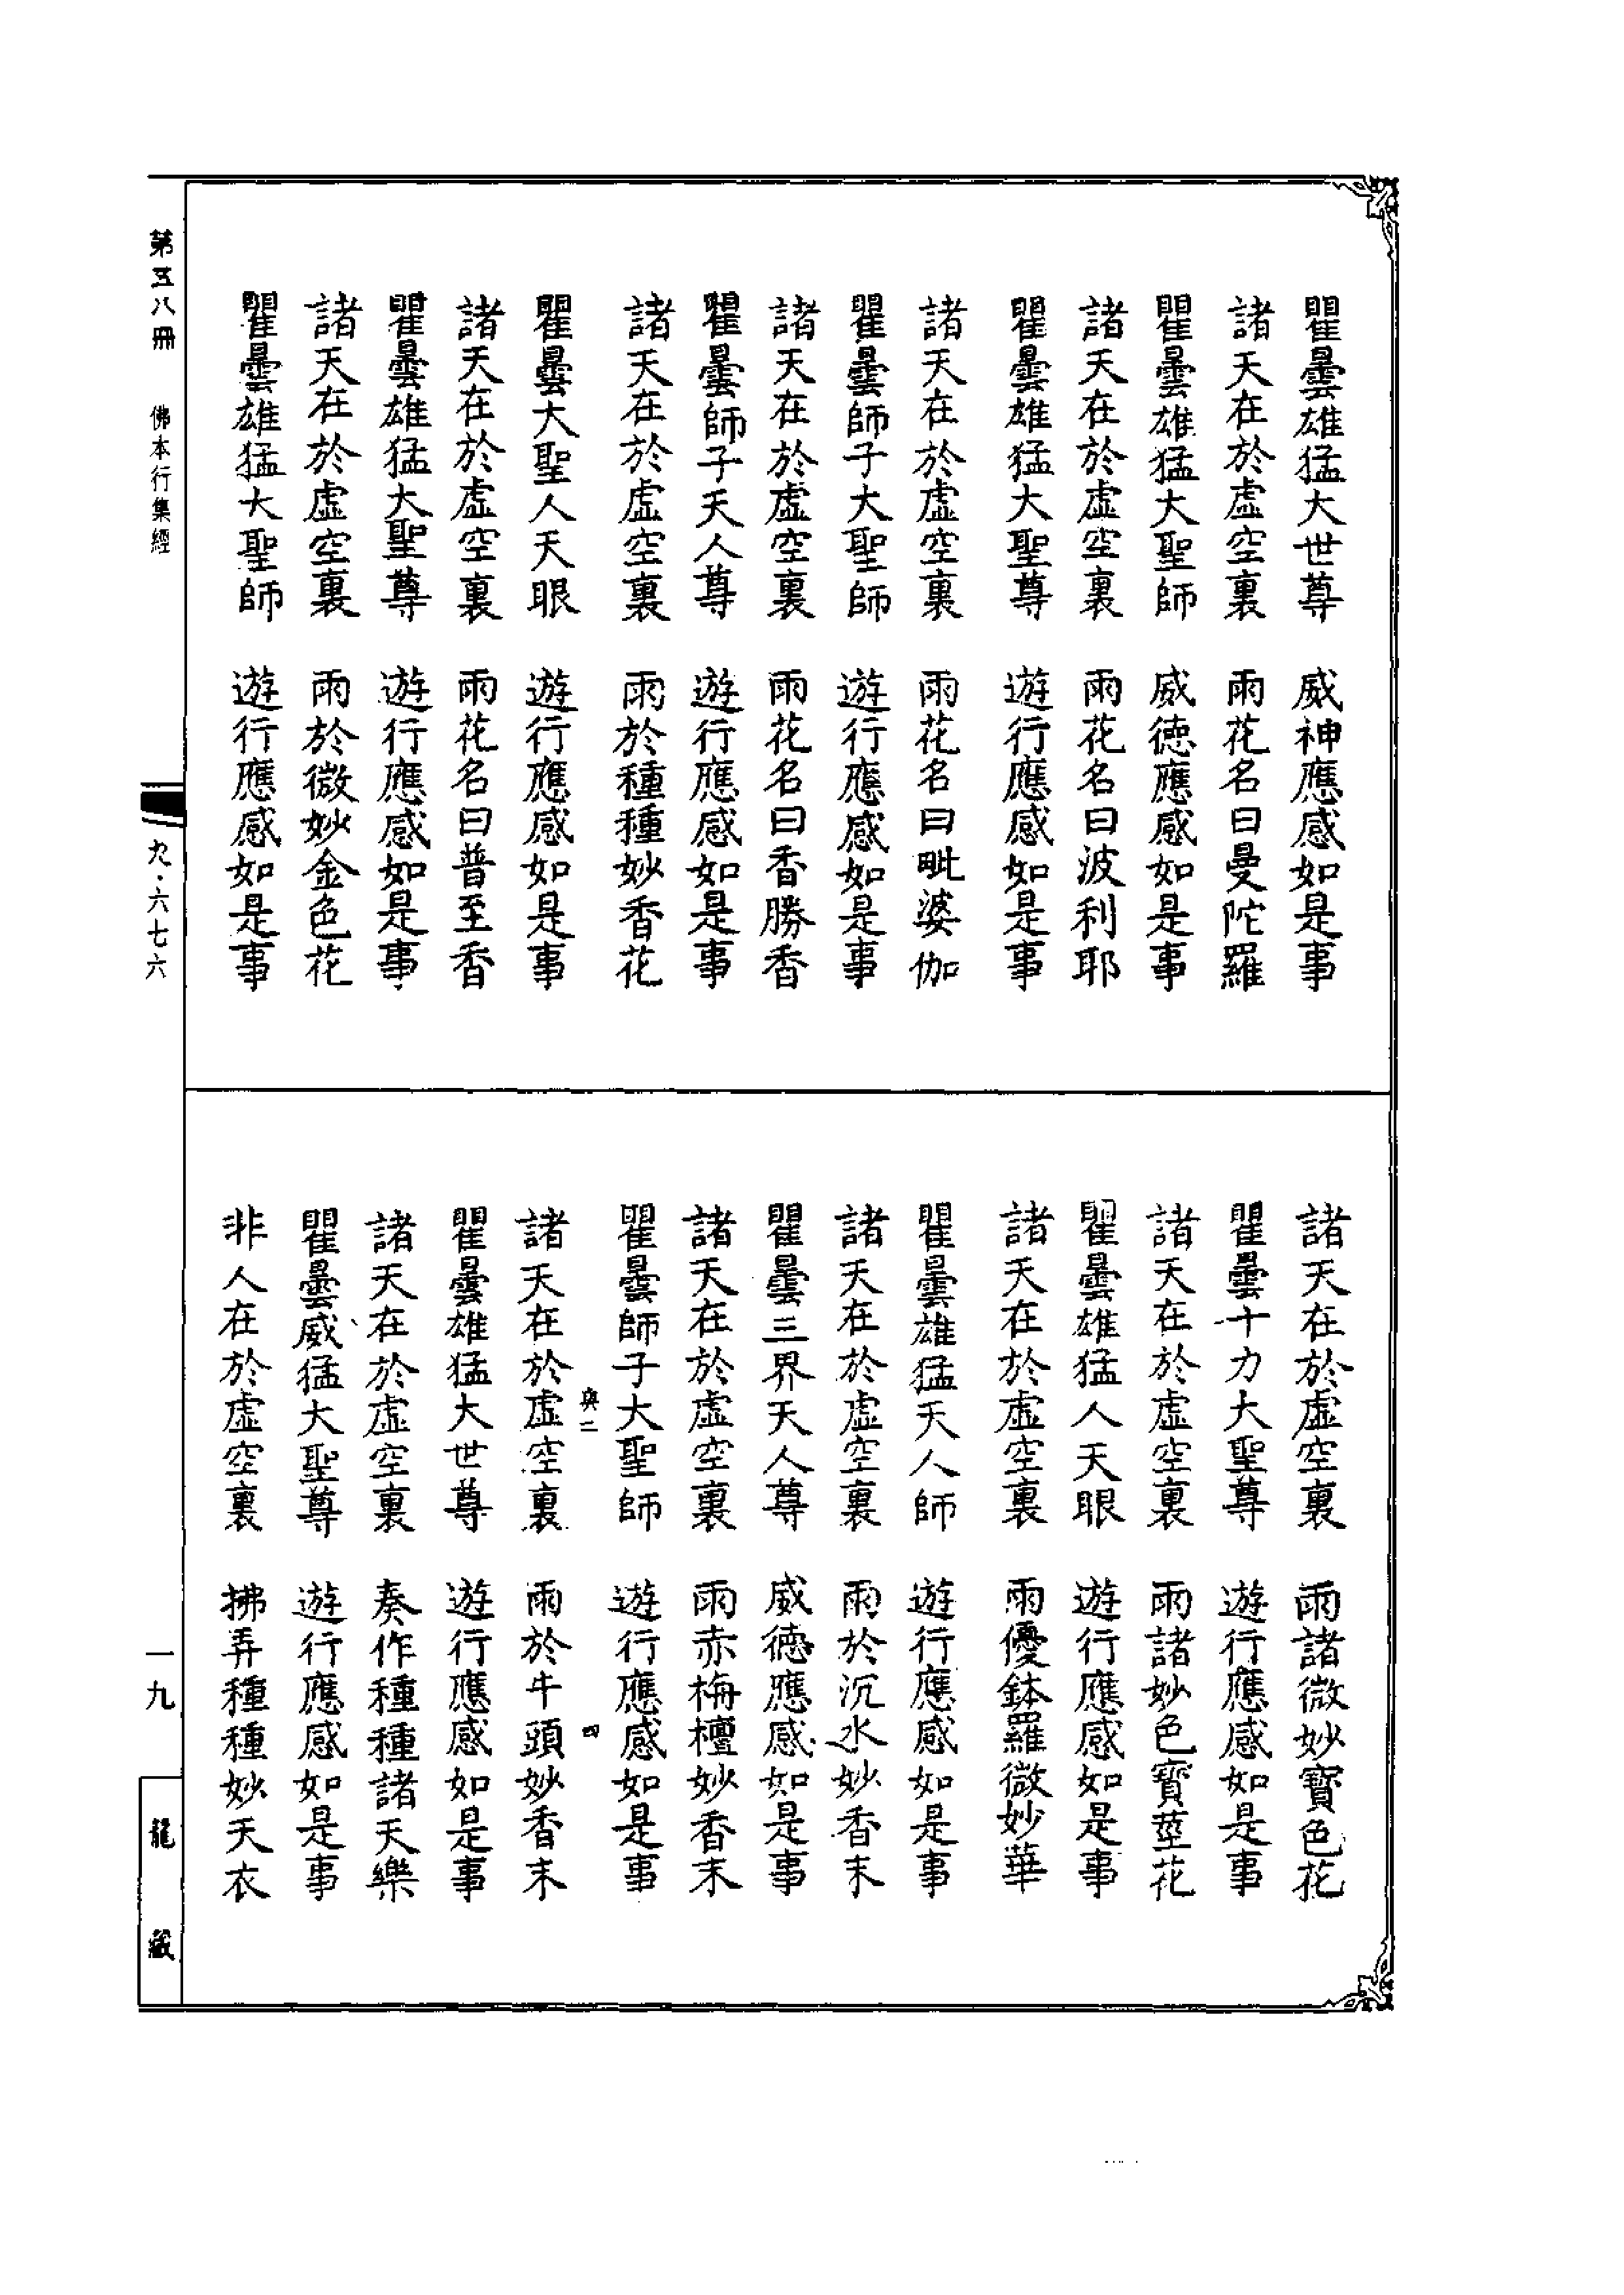 瞿曇雄猛大世尊　威神應感如是事
諸天在於虛空裏　雨花名曰曼陀羅
瞿曇雄猛大聖師　威德應感如是事
諸天在於虛空裏　雨花名曰波利耶
瞿曇雄猛大聖尊　遊行應感如是事
諸天在於虛空裏　雨花名曰毗婆伽
瞿曇師子大聖師　遊行應感如是事
諸天在於虛空裏　雨花名曰香勝香
瞿曇師子天人尊　遊行應感如是事
諸天在於虛空裏　雨於種種妙香花
瞿曇大聖人天眼　遊行應感如是事
諸天在於虛空裏　雨花名曰普至香
瞿曇雄猛大聖尊　遊行應感如是事
諸天在於虛空裏　雨於微妙金色花
瞿曇雄猛大聖師　遊行應感如是事
諸天在於虛空裏　雨諸微妙寶色花
瞿曇十力大聖尊　遊行應感如是事
諸天在於虛空裏　雨諸妙色寶莖花
瞿曇雄猛人天眼　遊行應感如是事
諸天在於虛空裏　雨優鉢羅微妙華
瞿曇雄猛天人師　遊行應感如是事
諸天在於虛空裏　雨於沉水妙香末
瞿曇三界天人尊　威德應感如是事
諸天在於虛空裏　雨赤栴檀妙香末
瞿曇師子大聖師　遊行應感如是事
與二　四
諸天在於虛空裏　雨於牛頭妙香末
瞿曇雄猛大世尊　遊行應感如是事
諸天在於虛空裏　奏作種種諸天樂
瞿曇威猛大聖尊　遊行應感如是事
非人在於虛空裏　拂弄種種妙天衣
第五八冊　佛本行集經　九·六七六　一九　龍藏